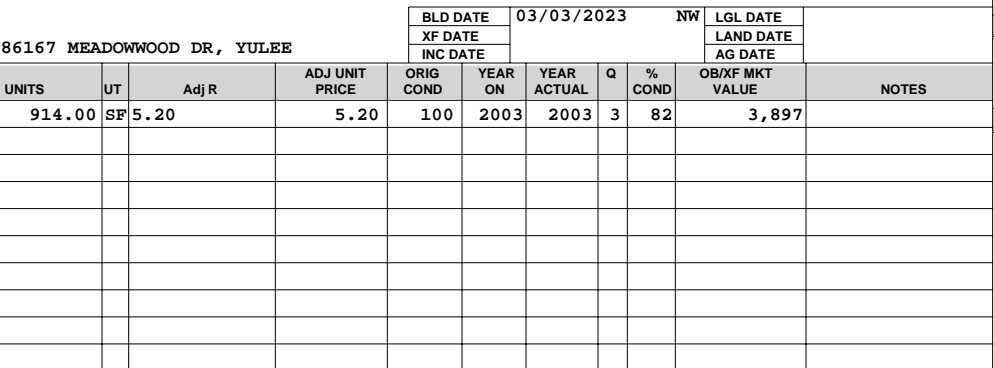 BLD DATE 03/03/2023 NW LGL DATE
XF DATE LAND DATE
86167 MEADOWWOOD DR, YULEE
INC DATE AG DATE
UNITS UT Adj R ADJ UNIT PRICE ORIG COND YEAR ON YEAR ACTUAL Q % COND OB/XF MKT VALUE NOTES
914.00 SF 5.20 5.20 100 2003 2003 3 82 3,897